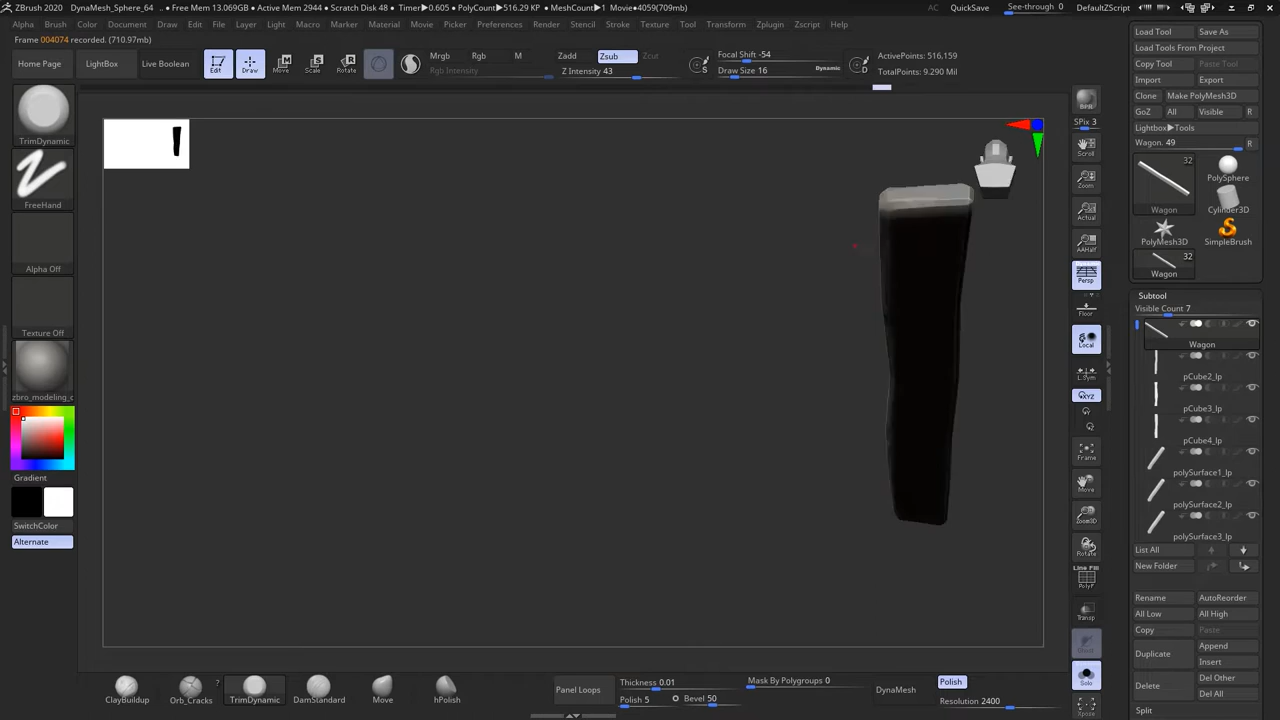 ZBrush 2020 DynaMesh_Sphere_64 • Free Mem 13.069GB • Active Mem 2944 • Scratch Disk 48 • Timer▶0.605 • PolyCount▶516.29 KP • MeshCount▶1 Movie●4059(709mb) AC QuickSave See-through 0 DefaultZScript
Alpha Brush Color Document Draw Edit File Layer Light Macro Marker Material Movie Picker Preferences Render Stencil Stroke Texture Tool Transform Zplugin Zscript
Frame 004074 recorded. (710.97mb)
Home Page LightBox Live Boolean Edit Draw Move Scale Rotate
Mrgb Rgb M Zadd Zsub Zcut
Rgb Intensity Z Intensity 43
Focal Shift -54
Draw Size 16 Dynamic
S
D
ActivePoints: 516,159
TotalPoints: 9.290 Mil
TrimDynamic
FreeHand
Alpha Off
Texture Off
zbro_modeling_c
Gradient
SwitchColor
Alternate
BPR
SPix 3
Scroll
Zoom
Actual
AAHalf
Persp
Floor
Local
L.Sym
XYZ
Frame
Move
Zoom3D
Rotate
Line Fill
PolyF
Transp
Ghost
Solo
Xpose
Load Tool Save As
Load Tools From Project
Copy Tool Paste Tool
Import Export
Clone Make PolyMesh3D
GoZ All Visible R
Lightbox▶Tools
Wagon. 49 R
32
Wagon PolySphere
Cylinder3D
PolyMesh3D SimpleBrush
32
Wagon
Subtool
Visible Count 7
Wagon
pCube2_lp
pCube3_lp
pCube4_lp
polySurface1_lp
polySurface2_lp
polySurface3_lp
List All
New Folder
Rename AutoReorder
All Low All High
Copy Paste
Duplicate Append
Insert
Delete Del Other
Del All
Split
Claybuildup Orb_Cracks ? TrimDynamic DamStandard Move hPolish
Panel Loops
Thickness 0.01
Polish 5 Bevel 50
Mask By Polygroups 0
DynaMesh
Polish
Resolution 2400